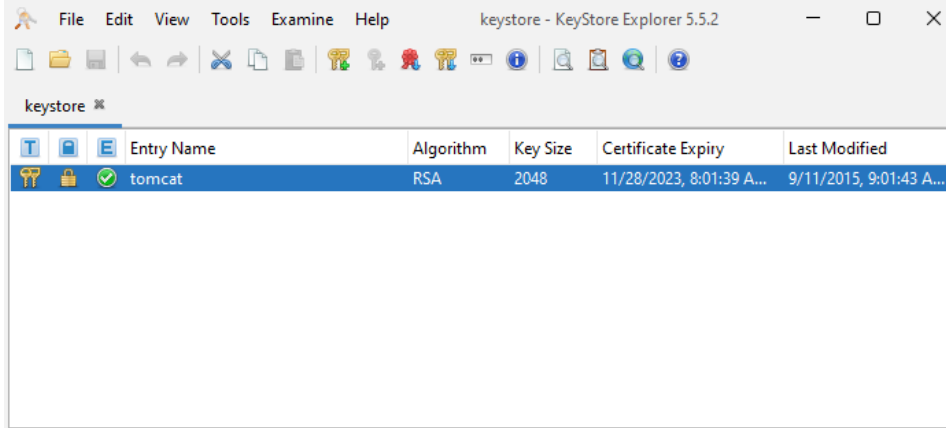 File Edit View Tools Examine Help keystore - KeyStore Explorer 5.5.2
keystore
T E Entry Name Algorithm Key Size Certificate Expiry Last Modified
tomcat RSA 2048 11/28/2023, 8:01:39 A... 9/11/2015, 9:01:43 A...